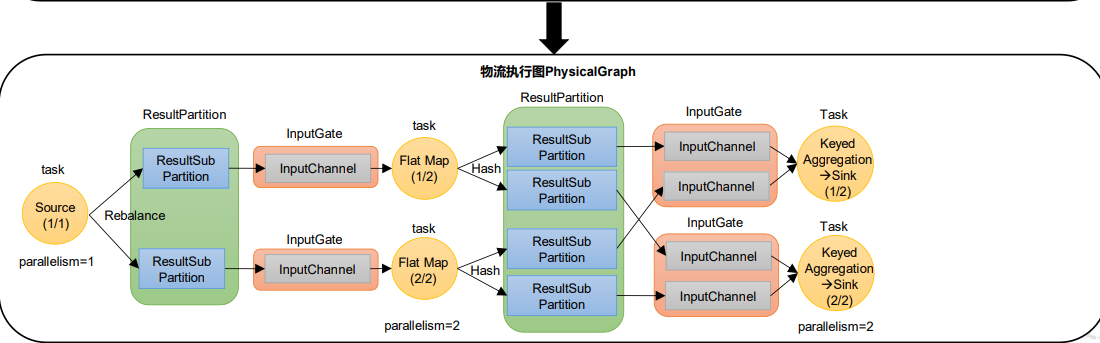 物流执行图PhysicalGraph
ResultPartition
ResultPartition
InputGate
InputGate
Task
task
task
InputChannel
ResultSub
Partition
ResultSub
Partition
InputChannel
Flat Map
(1/2)
Hash
ResultSub
Partition
InputChannel
Keyed
Aggregation
→Sink
(1/2)
Source
(1/1)
Rebalance
parallelism=1
ResultSub
Partition
InputGate
InputChannel
task
Flat Map
(2/2)
Hash
ResultSub
Partition
ResultSub
Partition
InputGate
InputChannel
InputChannel
Task
Keyed
Aggregation
→Sink
(2/2)
parallelism=2
parallelism=2